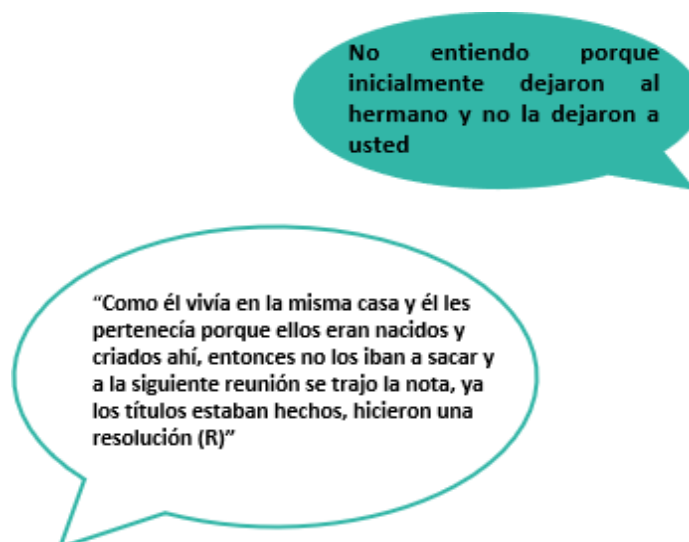 No entiendo porque
inicialmente dejaron al
hermano y no la dejaron a
usted
“Como él vivía en la misma casa y él les
pertenecía porque ellos eran nacidos y
criados ahí, entonces no los iban a sacar y
a la siguiente reunión se trajo la nota, ya
los títulos estaban hechos, hicieron una
resolución (R)”